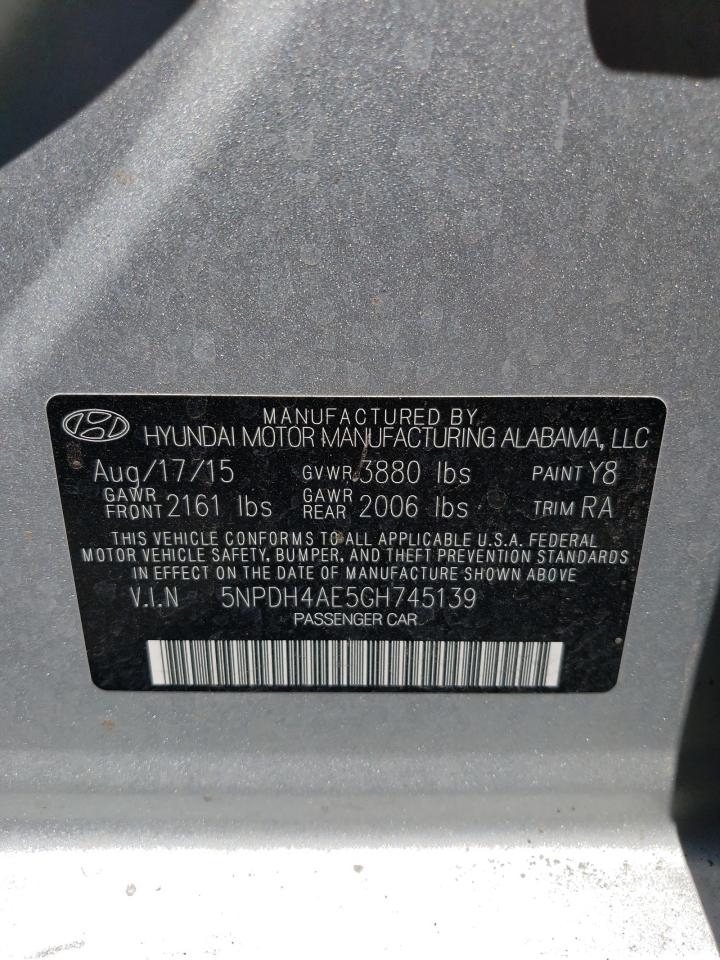 MANUFACTURED BY
HYUNDAI MOTOR MANUFACTURING ALABAMA, LLC
Aug/17/15 GVWR 3880 lbs PAINT Y8
GAWR FRONT 2161 lbs GAWR REAR 2006 lbs TRIM RA
THIS VEHICLE CONFORMS TO ALL APPLICABLE U.S.A. FEDERAL
MOTOR VEHICLE SAFETY, BUMPER, AND THEFT PREVENTION STANDARDS
IN EFFECT ON THE DATE OF MANUFACTURE SHOWN ABOVE
V.I.N 5NPDH4AE5GH745139
PASSENGER CAR